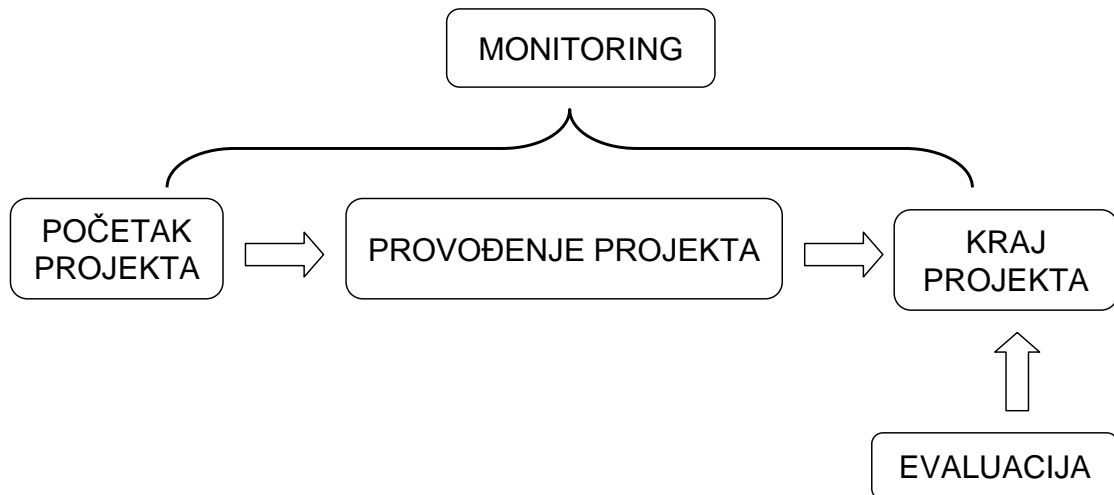 MONITORING
POČETAK
PROJEKTA
PROVOĐENJE PROJEKTA
KRAJ
PROJEKTA
EVALUACIJA